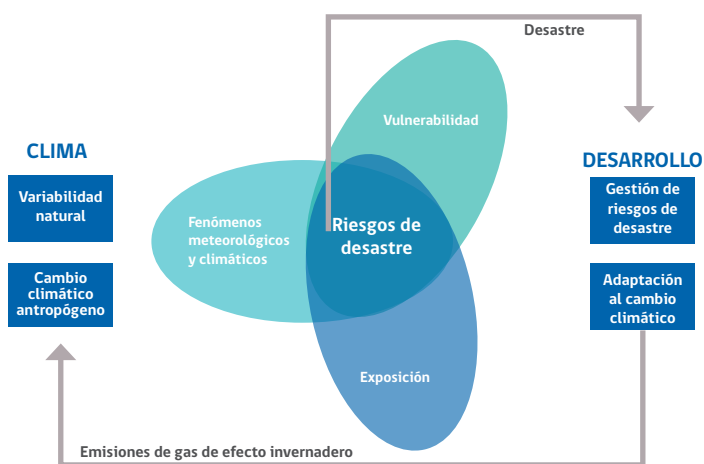 Desastre
Vulnerabilidad
CLIMA
Variabilidad
natural
Cambio
climático
antropógeno
Fenómenos
meteorológicos
y climáticos
Riesgos de
desastre
Exposición
DESARROLLO
Gestión de
riesgos de
desastre
Adaptación
al cambio
climático
Emisiones de gas de efecto invernadero